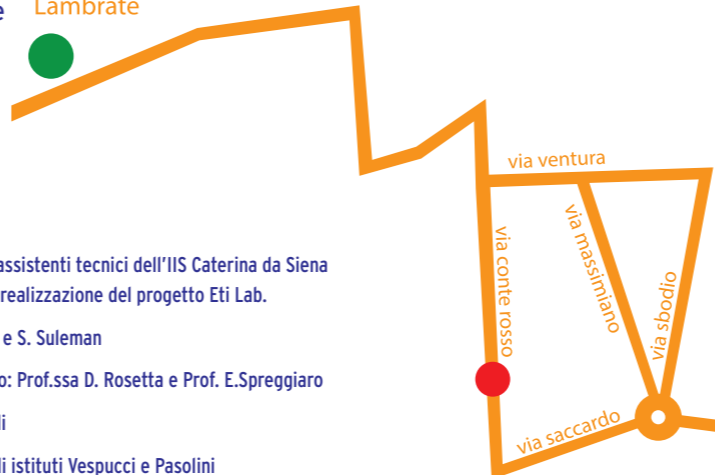 e
Lambrate
via ventura
via massimiano
via sbodio
via conte rosso
via saccardo
assistenti tecnici dell'IIS Caterina da Siena
realizzazione del progetto Eti Lab.
e S. Suleman
o: Prof.ssa D. Rosetta e Prof. E.Spreggiaro
li
li istituti Vespucci e Pasolini